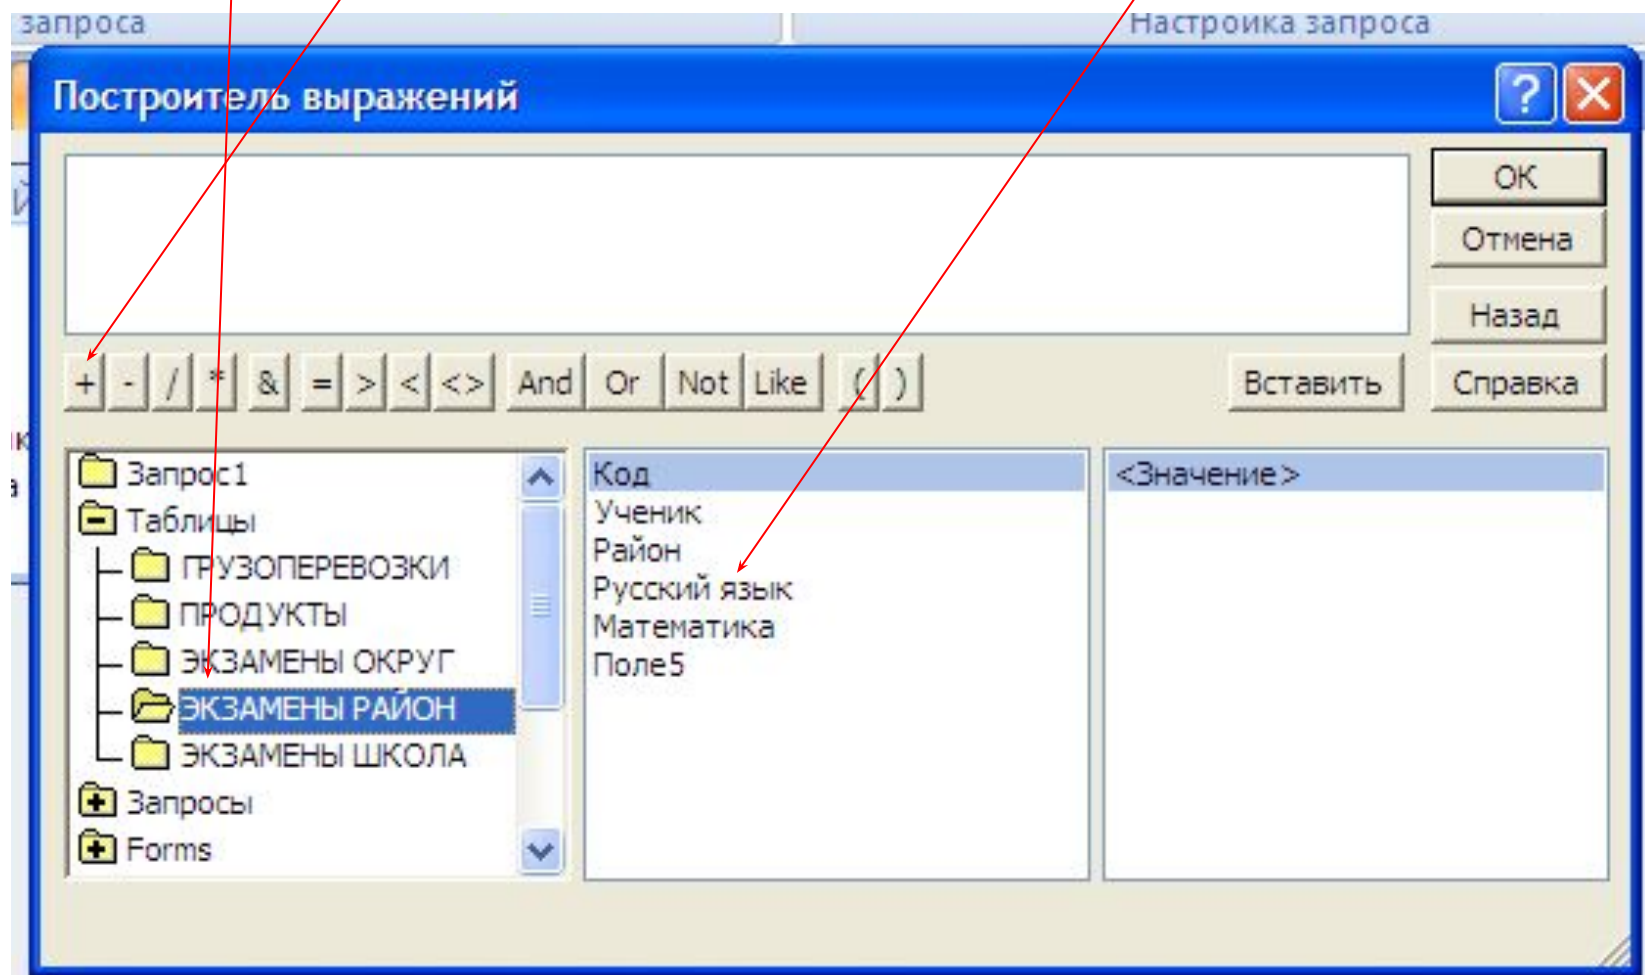 запроса
Настройка запроса
Построитель выражений
?
OK
Отмена
Назад
+ - / * & = > < <> And Or Not Like ( ) Вставить Справка
Запрос1
Таблицы
ГРУЗОПЕРЕВОЗКИ
ПРОДУКТЫ
ЭКЗАМЕНЫ ОКРУГ
ЭКЗАМЕНЫ РАЙОН
ЭКЗАМЕНЫ ШКОЛА
Запросы
Forms
Код
Ученик
Район
Русский язык
Математика
Поле5
<Значение>